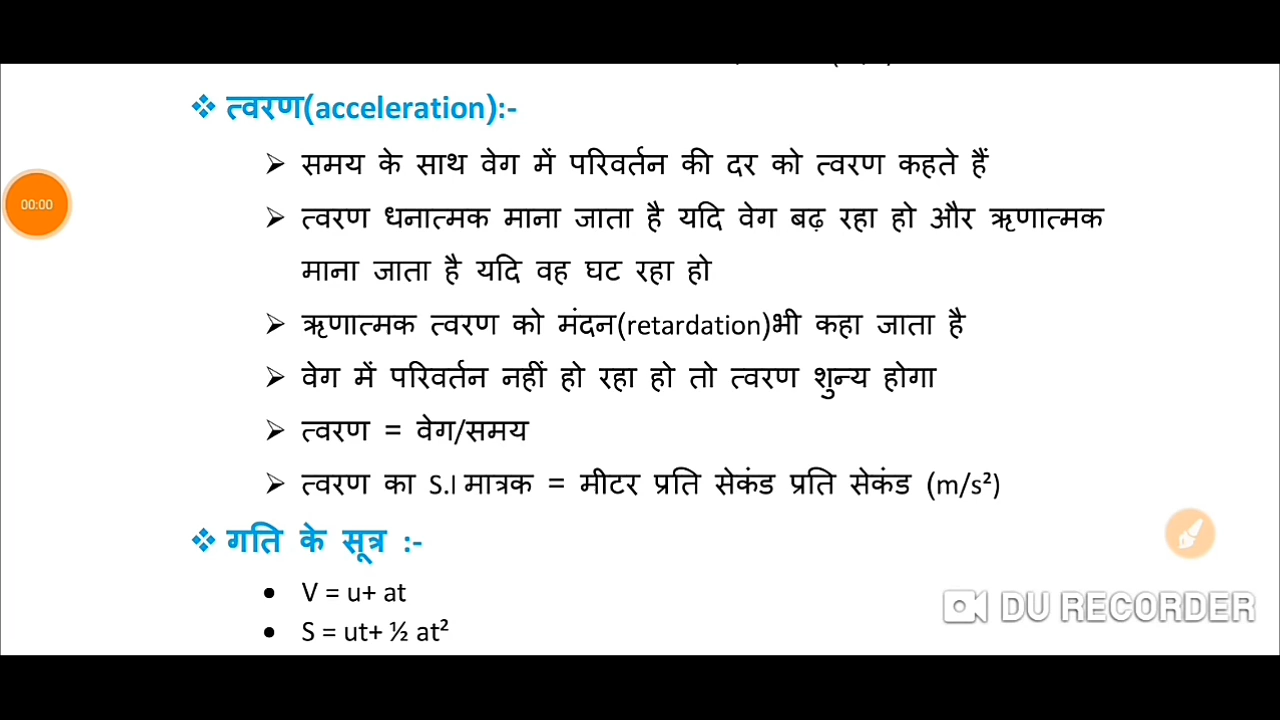 ❖ त्वरण(acceleration):-
➢ समय के साथ वेग में परिवर्तन की दर को त्वरण कहते हैं
00:00
➢ त्वरण धनात्मक माना जाता है यदि वेग बढ़ रहा हो और ऋणात्मक
माना जाता है यदि वह घट रहा हो
➢ ऋणात्मक त्वरण को मंदन(retardation)भी कहा जाता है
➢ वेग में परिवर्तन नहीं हो रहा हो तो त्वरण शुन्य होगा
➢ त्वरण = वेग/समय
➢ त्वरण का S.I मात्रक = मीटर प्रति सेकंड प्रति सेकंड (m/s²)
❖ गति के सूत्र :-
• V = u+ at
• S = ut+ ½ at²
DU RECORDER